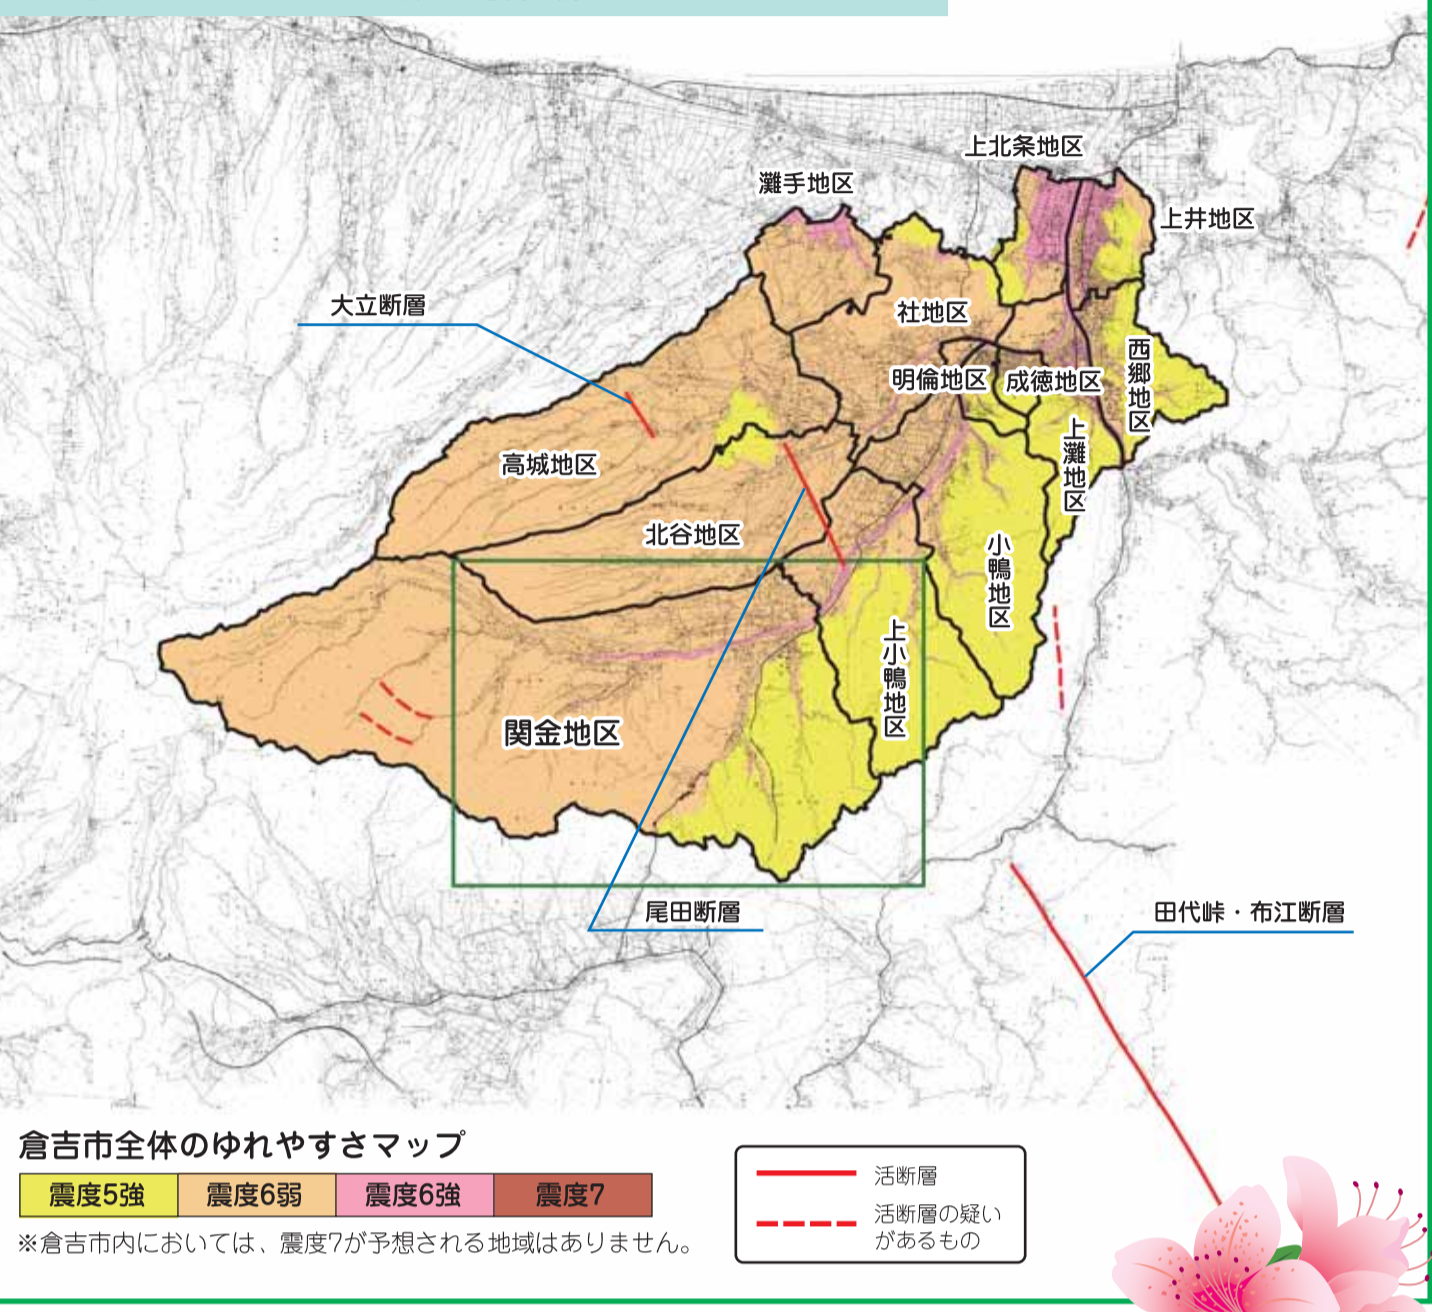 上北条地区
灘手地区
上井地区
大立断層
社地区
西郷地区
明倫地区
成徳地区
上灘地区
高城地区
北谷地区
小鴨地区
上小鴨地区
関金地区
尾田断層
田代峠・布江断層
倉吉市全体のゆれやすさマップ
震度5強
震度6弱
震度6強
震度7
※倉吉市内においては、震度7が予想される地域はありません。
活断層
活断層の疑い
があるもの